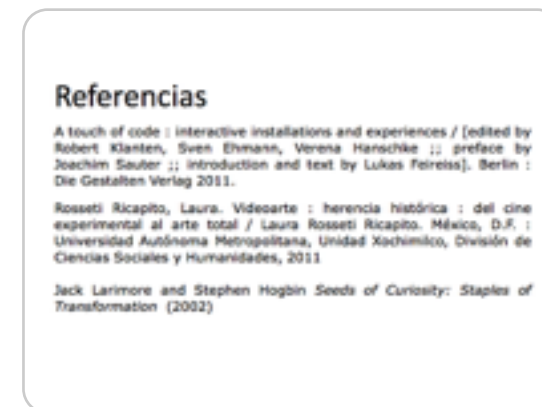 Referencias
A touch of code : interactive installations and experiences / [edited by
Robert Klanten, Sven Ehmann, Verena Hanschke ;; preface by
Joachim Sauter ;; introduction and text by Lukas Feireiss]. Berlin :
Die Gestalten Verlag 2011.
Rosseti Ricapito, Laura. Videoarte : herencia histórica : del cine
experimental al arte total / Laura Rosseti Ricapito. México, D.F. :
Universidad Autónoma Metropolitana, Unidad Xochimilco, División de
Ciencias Sociales y Humanidades, 2011
Jack Larimore and Stephen Hogbin Seeds of Curiosity: Staples of
Transformation (2002)